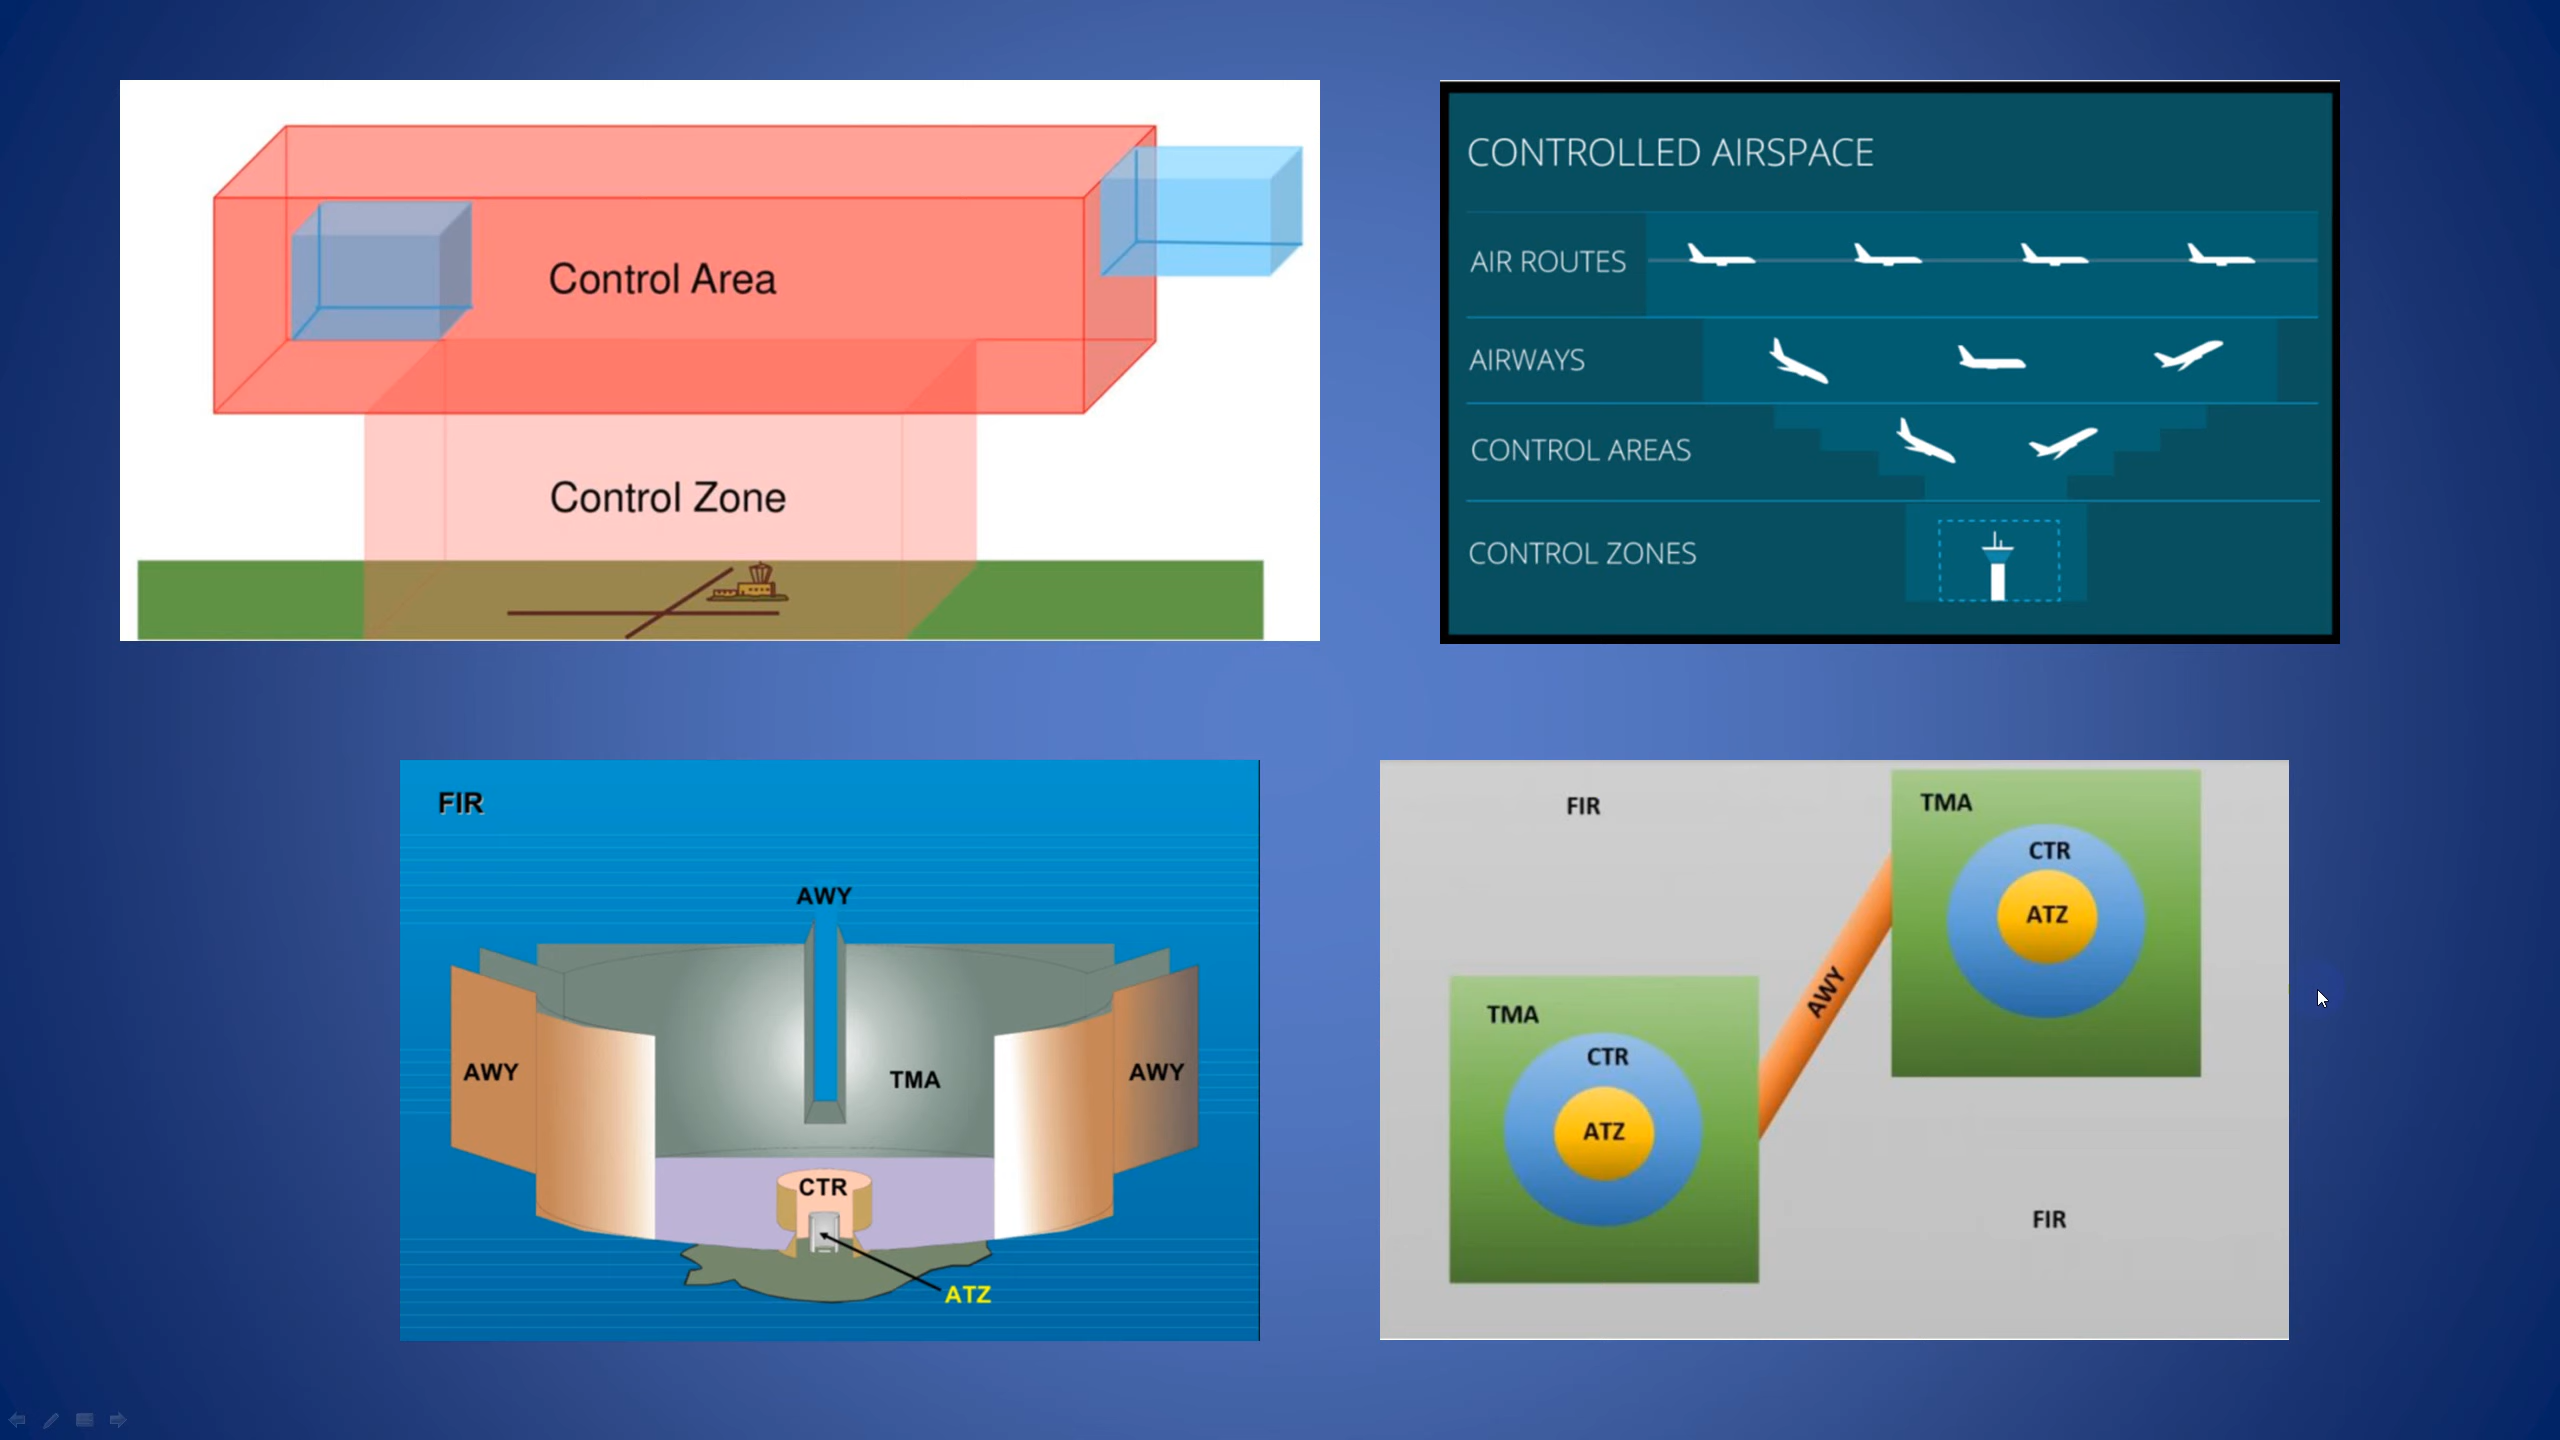 Control Area
Control Zone
CONTROLLED AIRSPACE
AIR ROUTES
AIRWAYS
CONTROL AREAS
CONTROL ZONES
FIR
AWY
AWY
TMA
AWY
CTR
ATZ
FIR
TMA
CTR
ATZ
AWY
TMA
CTR
ATZ
FIR